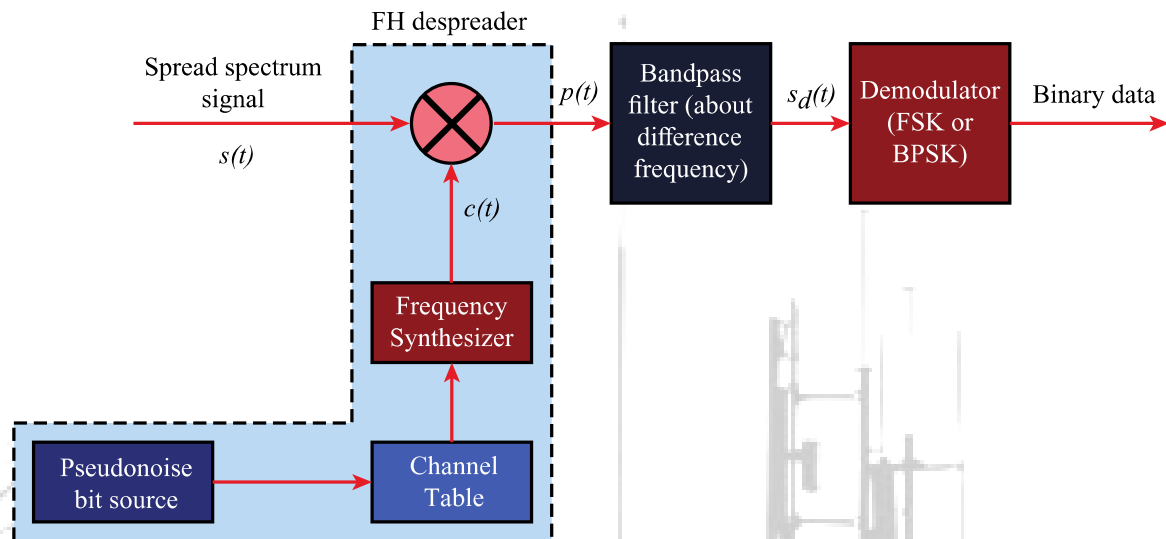 FH despreader
Spread spectrum
signal
s(t)
p(t)
Bandpass
filter (about
difference
frequency)
s_d(t)
Demodulator
(FSK or
BPSK)
Binary data
c(t)
Frequency
Synthesizer
Pseudonoise
bit source
Channel
Table